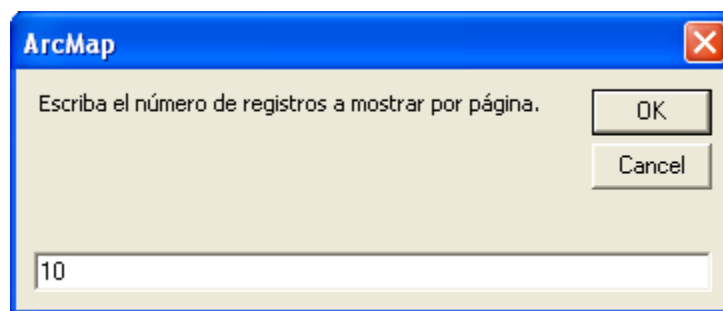 ArcMap
Escriba el número de registros a mostrar por página.
OK
Cancel
10